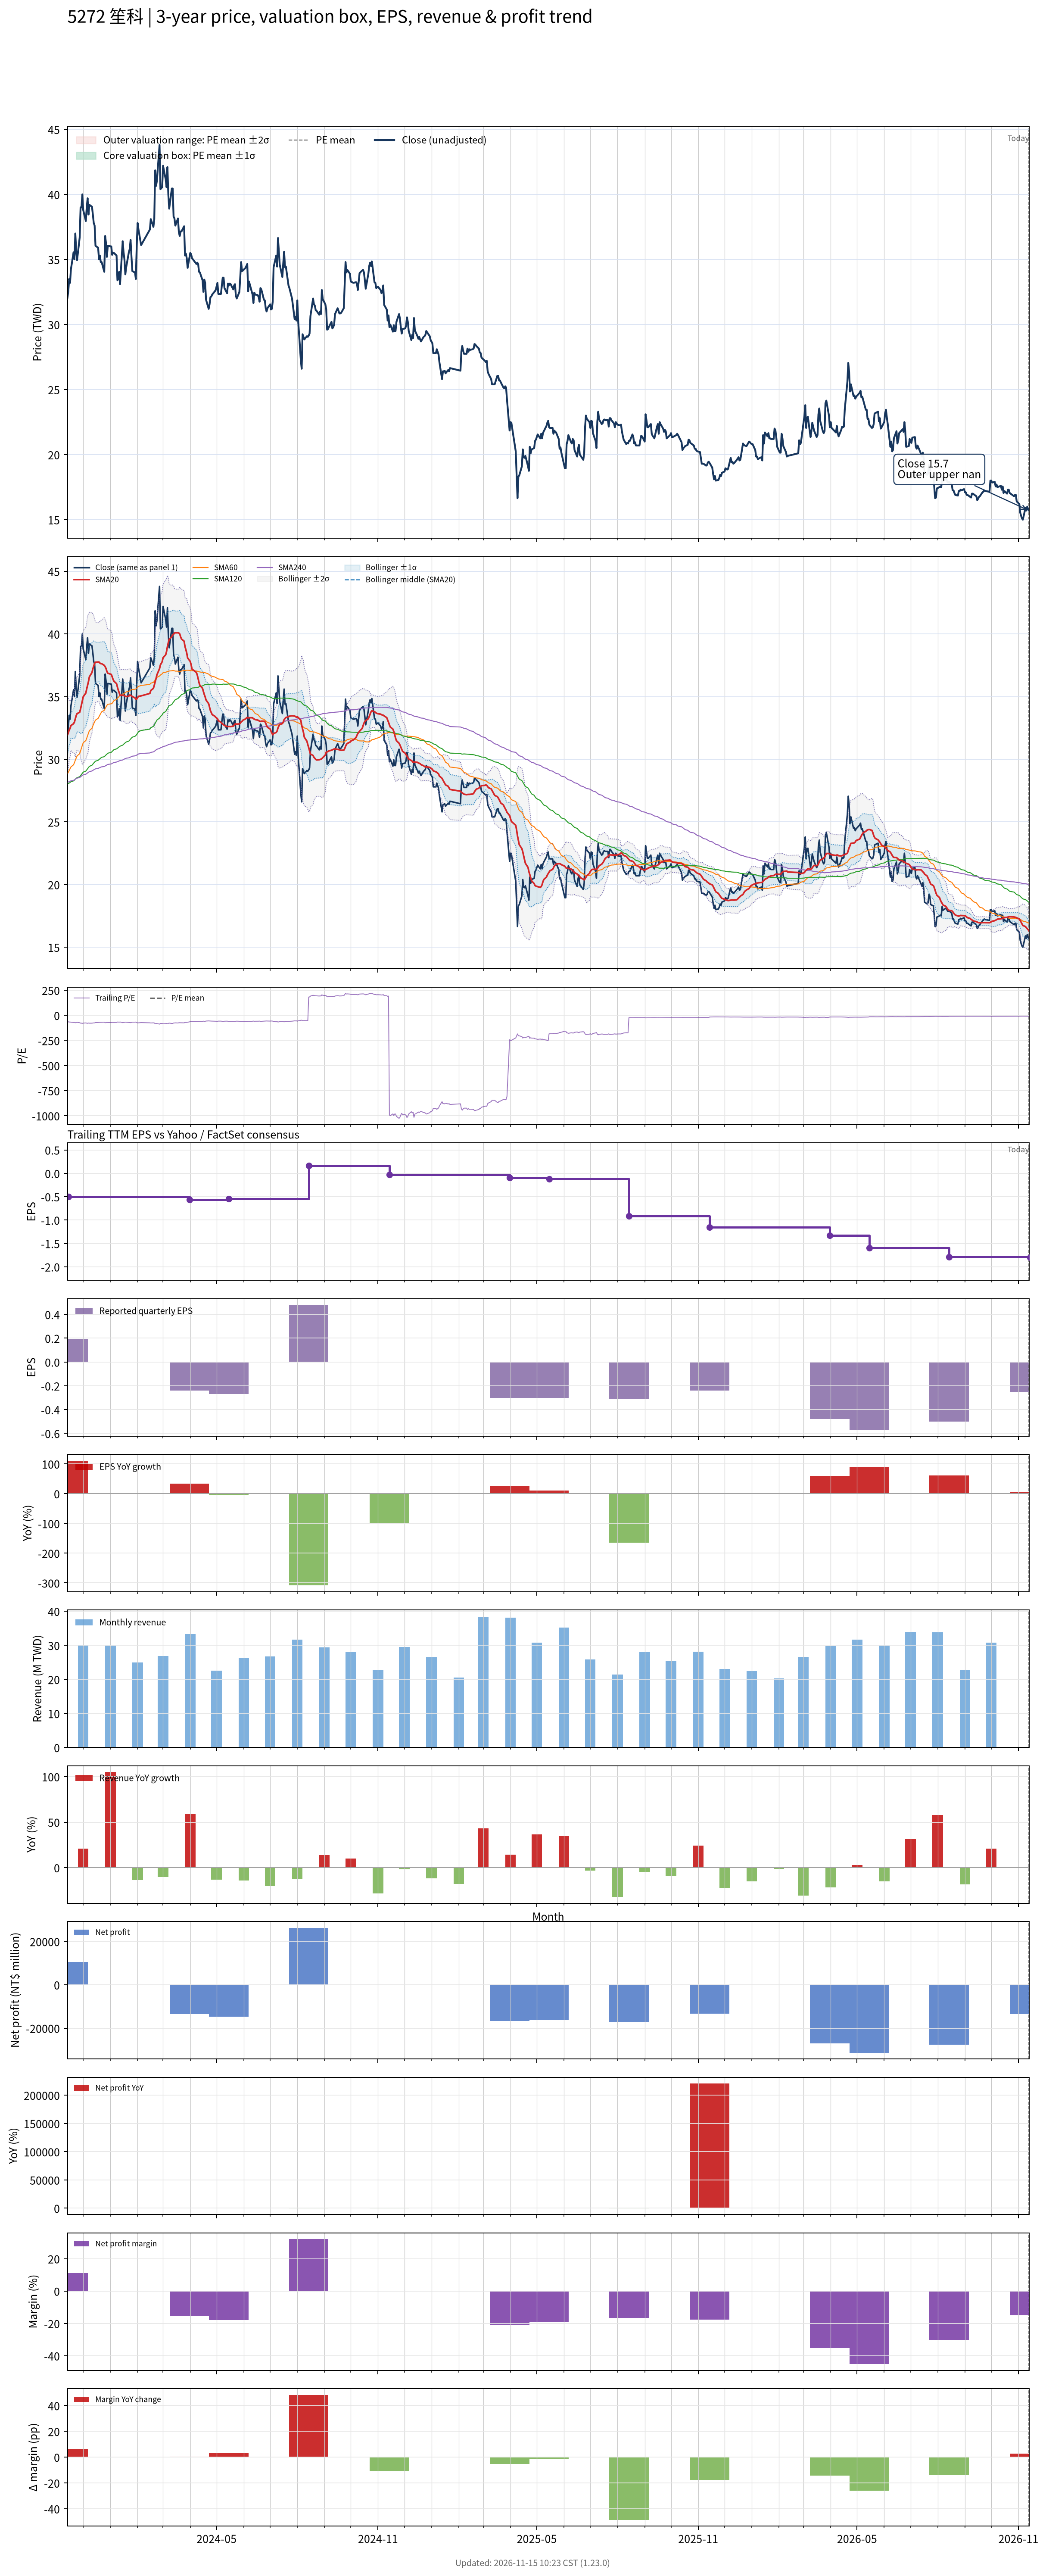 5272 笙科 | 3-year price, valuation box, EPS, revenue & profit trend
Outer valuation range: PE mean ±2σ
Core valuation box: PE mean ±1σ
PE mean
Close (unadjusted)
Today
45
40
35
30
25
20
15
Price (TWD)
Close 15.7
Outer upper nan
Close (same as panel 1)
SMA20
SMA60
SMA120
SMA240
Bollinger ±2σ
Bollinger ±1σ
Bollinger middle (SMA20)
45
40
35
30
25
20
15
Price
Trailing P/E
P/E mean
250
0
-250
-500
-750
-1000
P/E
Trailing TTM EPS vs Yahoo / FactSet consensus
Today
0.5
0.0
-0.5
-1.0
-1.5
-2.0
EPS
Reported quarterly EPS
0.4
0.2
0.0
-0.2
-0.4
-0.6
EPS
EPS YoY growth
100
0
-100
-200
-300
YoY (%)
Monthly revenue
40
30
20
10
0
Revenue (M TWD)
Revenue YoY growth
100
50
0
YoY (%)
Month
Net profit
20000
0
-20000
Net profit (NT$ million)
Net profit YoY
200000
150000
100000
50000
0
YoY (%)
Net profit margin
20
0
-20
-40
Margin (%)
Margin YoY change
40
20
0
-20
-40
Δ margin (pp)
2024-05
2024-11
2025-05
2025-11
2026-05
2026-11
Updated: 2026-11-15 10:23 CST (1.23.0)